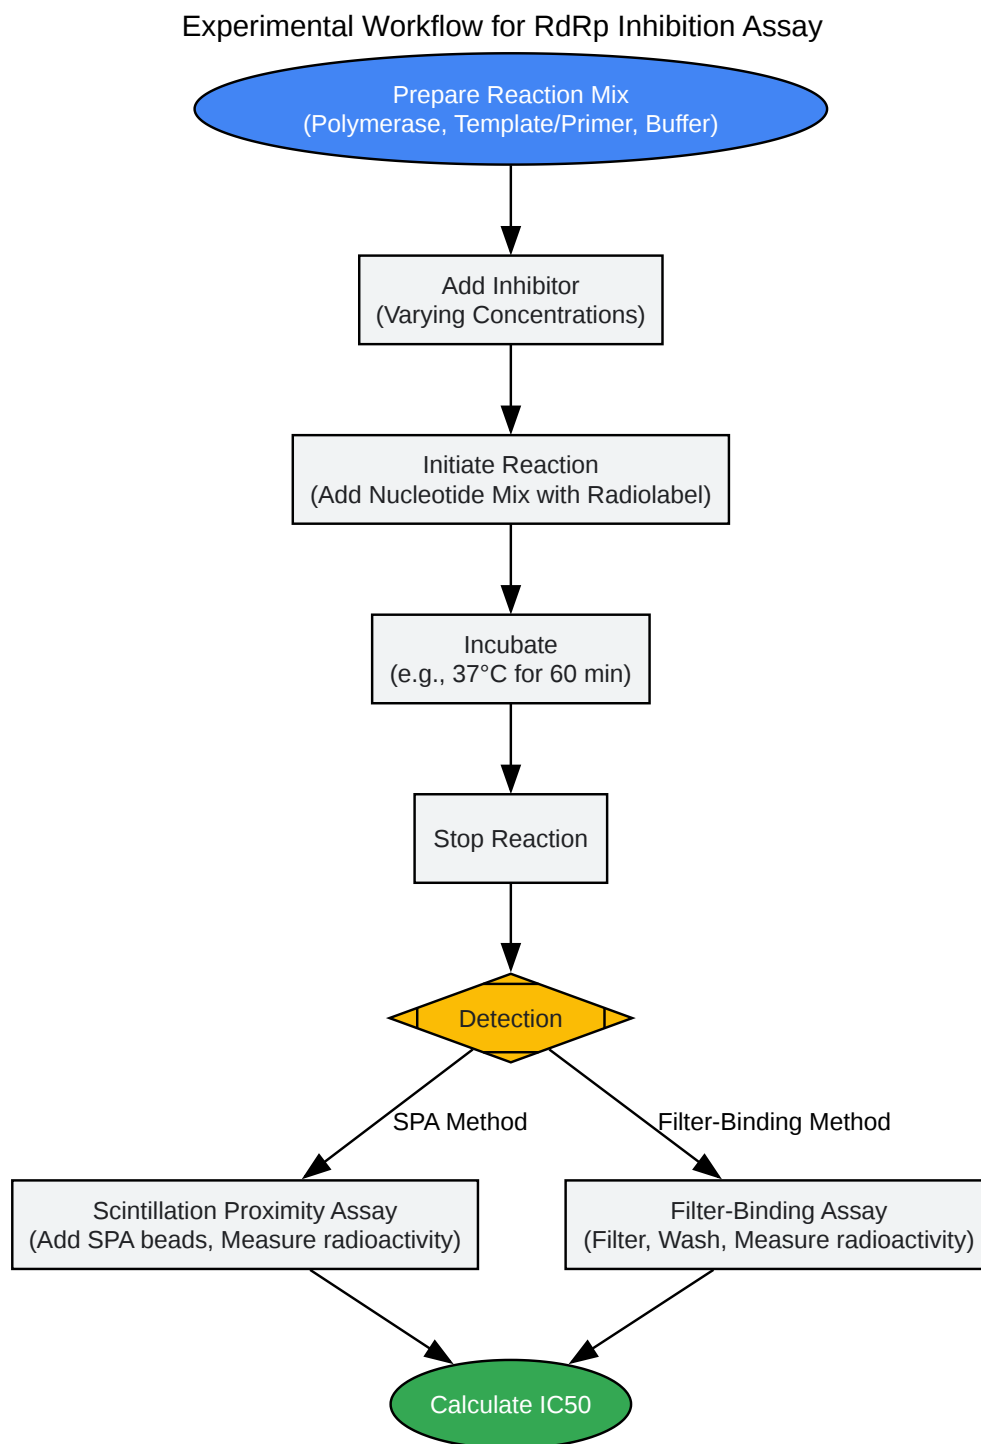 Experimental Workflow for RdRp Inhibition Assay
Prepare Reaction Mix
(Polymerase, Template/Primer, Buffer)
Add Inhibitor
(Varying Concentrations)
Initiate Reaction
(Add Nucleotide Mix with Radiolabel)
Incubate
(e.g., 37°C for 60 min)
Stop Reaction
Detection
SPA Method
Filter-Binding Method
Scintillation Proximity Assay
(Add SPA beads, Measure radioactivity)
Filter-Binding Assay
(Filter, Wash, Measure radioactivity)
Calculate IC50